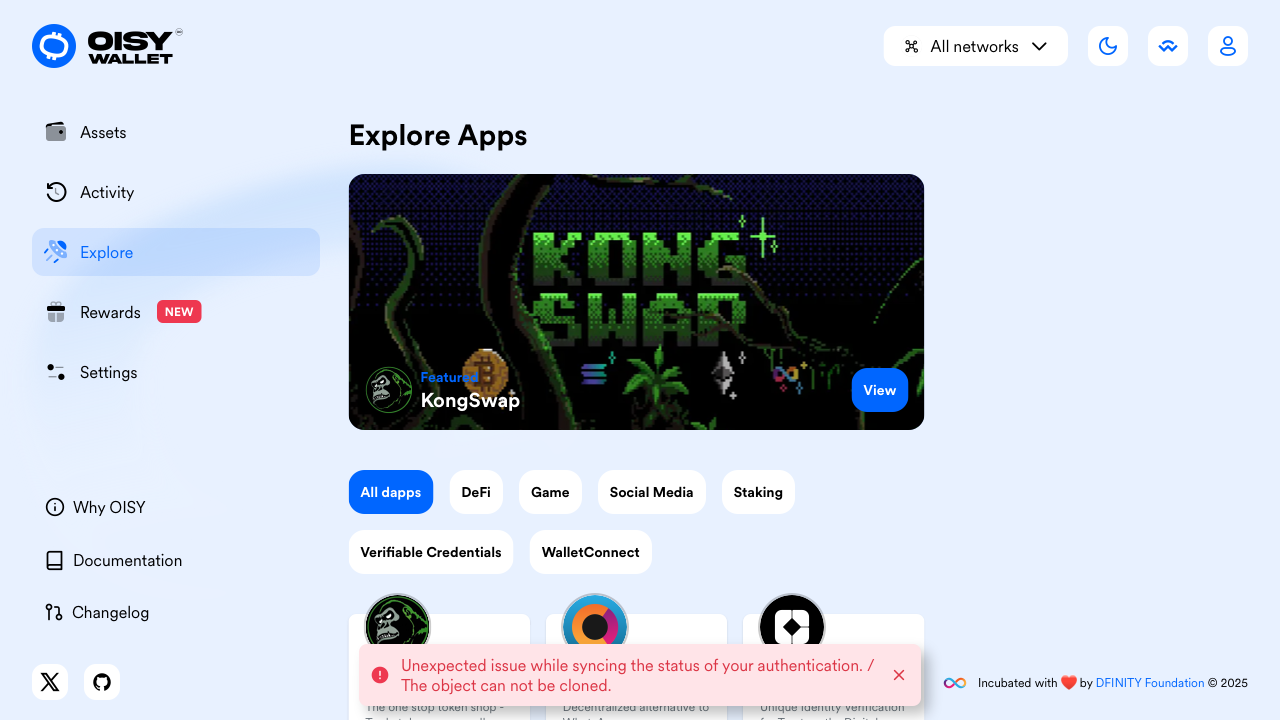 OISY
WALLET
All networks
Assets
Activity
Explore
Rewards NEW
Settings
Why OISY
Documentation
Changelog
Explore Apps
KONG
SWAP
Featured
KongSwap
View
All dapps DeFi Game Social Media Staking
Verifiable Credentials WalletConnect
Unexpected issue while syncing the status of your authentication. /
The object can not be cloned.
The one stop token shop -
Decentralized alternative to
Unique Identity Verification
Incubated with ❤️ by DFINITY Foundation © 2025